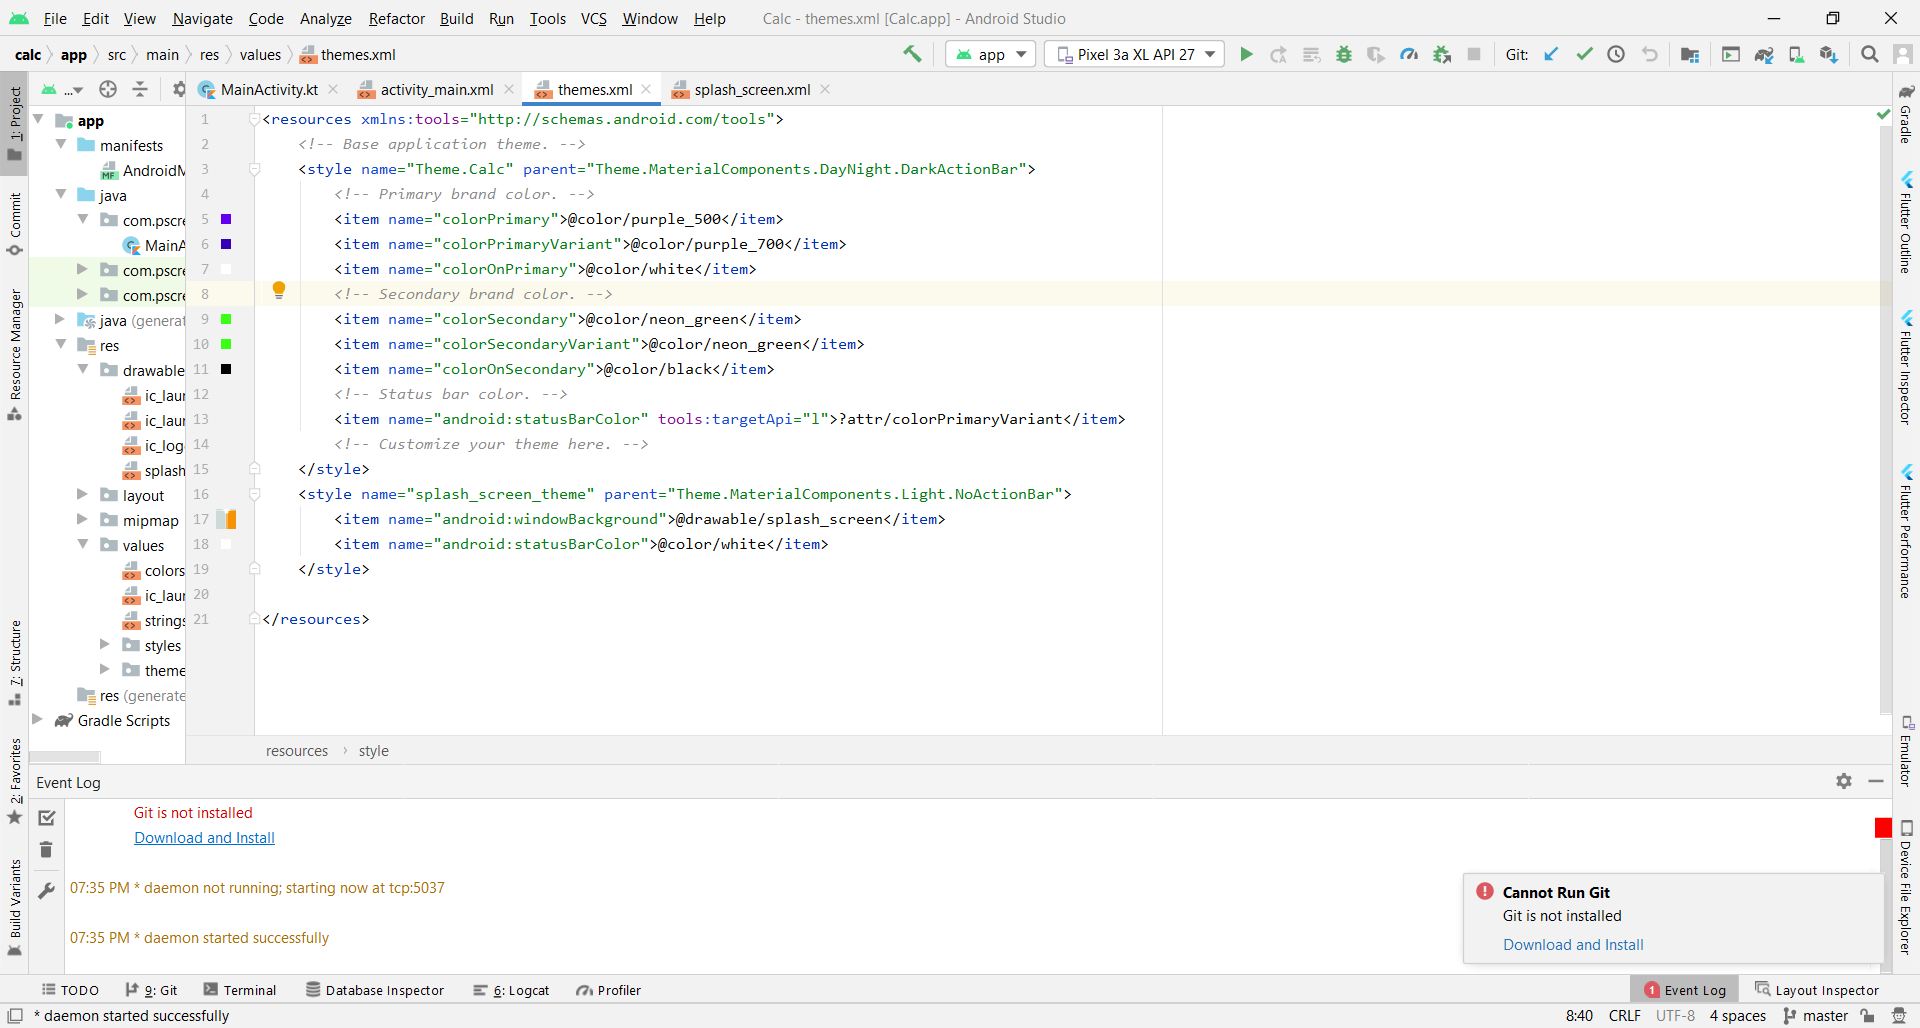 File Edit View Navigate Code Analyze Refactor Build Run Tools VCS Window Help Calc - themes.xml [Calc.app] - Android Studio
calc app src main res values themes.xml app Pixel 3a XL API 27 Git:
... MainActivity.kt activity_main.xml themes.xml splash_screen.xml
1: Project
Commit
Resource Manager
7: Structure
2: Favorites
Build Variants
app
manifests
AndroidM
java
com.pscre
MainA
com.pscre
com.pscre
java (generat
res
drawable
ic_lau
ic_lau
ic_log
splash
layout
mipmap
values
colors
ic_lau
strings
styles
theme
res (generate
Gradle Scripts
1 <resources xmlns:tools="http://schemas.android.com/tools">
2 <!-- Base application theme. -->
3 <style name="Theme.Calc" parent="Theme.MaterialComponents.DayNight.DarkActionBar">
4 <!-- Primary brand color. -->
5 <item name="colorPrimary">@color/purple_500</item>
6 <item name="colorPrimaryVariant">@color/purple_700</item>
7 <item name="colorOnPrimary">@color/white</item>
8 <!-- Secondary brand color. -->
9 <item name="colorSecondary">@color/neon_green</item>
10 <item name="colorSecondaryVariant">@color/neon_green</item>
11 <item name="colorOnSecondary">@color/black</item>
12 <!-- Status bar color. -->
13 <item name="android:statusBarColor" tools:targetApi="l">?attr/colorPrimaryVariant</item>
14 <!-- Customize your theme here. -->
15 </style>
16 <style name="splash_screen_theme" parent="Theme.MaterialComponents.Light.NoActionBar">
17 <item name="android:windowBackground">@drawable/splash_screen</item>
18 <item name="android:statusBarColor">@color/white</item>
19 </style>
20
21 </resources>
resources › style
Gradle
Flutter Outline
Flutter Inspector
Flutter Performance
Emulator
Device File Explorer
Event Log
Git is not installed
Download and Install
07:35 PM * daemon not running; starting now at tcp:5037
07:35 PM * daemon started successfully
Cannot Run Git
Git is not installed
Download and Install
TODO 9: Git Terminal Database Inspector 6: Logcat Profiler 1 Event Log Layout Inspector
* daemon started successfully 8:40 CRLF UTF-8 4 spaces master